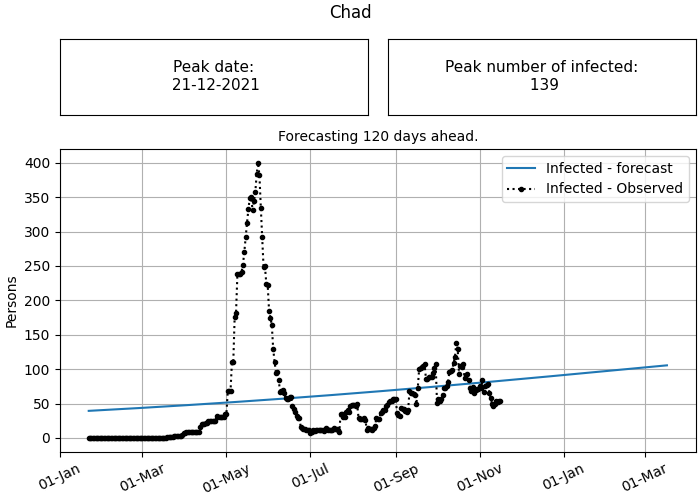 Chad
Peak date:
21-12-2021
Peak number of infected:
139
Forecasting 120 days ahead.
Infected - forecast
Infected - Observed
Persons
400
350
300
250
200
150
100
50
0
01-Jan
01-Mar
01-May
01-Jul
01-Sep
01-Nov
01-Jan
01-Mar